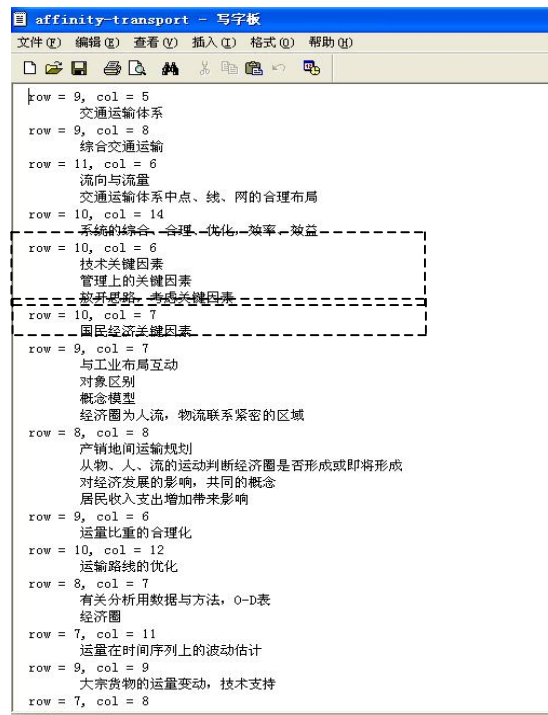 affinity-transport - 写字板
文件(F) 编辑(E) 查看(V) 插入(I) 格式(O) 帮助(H)
row = 9, col = 5
交通运输体系
row = 9, col = 8
综合交通运输
row = 11, col = 6
流向与流量
交通运输体系中点、线、网的合理布局
row = 10, col = 14
系统的综合、合理、优化，效率，效益
row = 10, col = 6
技术关键因素
管理上的关键因素
放开思路，考虑关键因素
row = 10, col = 7
国民经济关键因素
row = 9, col = 7
与工业布局互动
对象区别
概念模型
经济圈为人流，物流联系紧密的区域
row = 8, col = 8
产销地间运输规划
从物、人、流的运动判断经济圈是否形成或即将形成
对经济发展的影响，共同的概念
居民收入支出增加带来影响
row = 9, col = 6
运量比重的合理化
row = 10, col = 12
运输路线的优化
row = 8, col = 7
有关分析用数据与方法，O-D表
经济圈
row = 7, col = 11
运量在时间序列上的波动估计
row = 9, col = 9
大宗货物的运量变动，技术支持
row = 7, col = 8